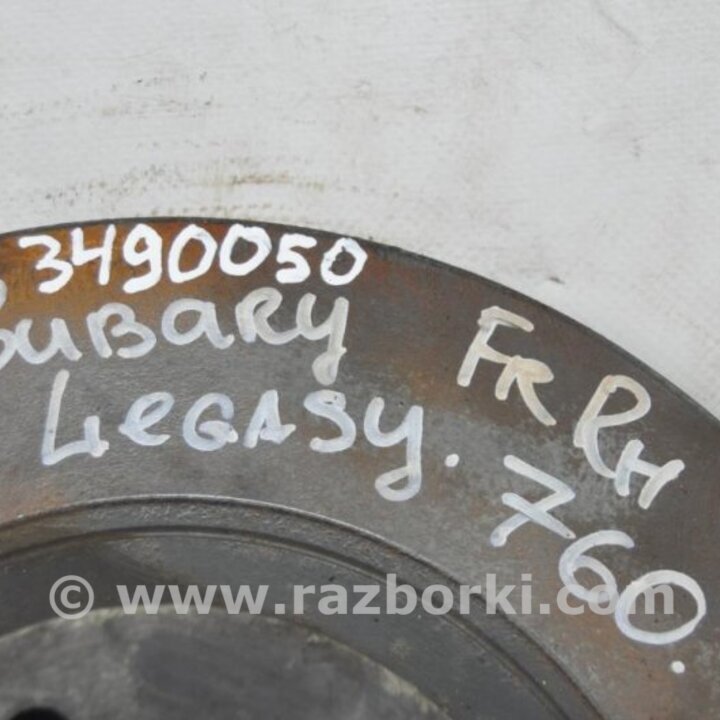 3490050
SUBARY FR RH
LeGASY. 760.
© www.razborki.com